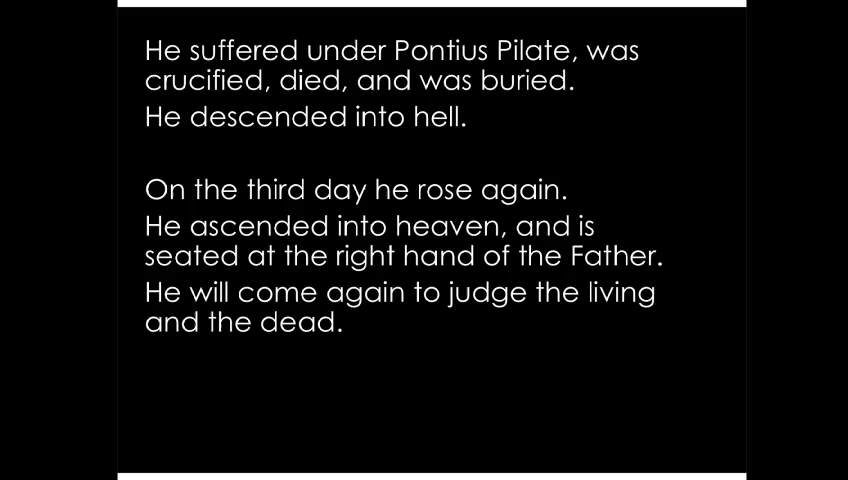 He suffered under Pontius Pilate, was
crucified, died, and was buried.
He descended into hell.
On the third day he rose again.
He ascended into heaven, and is
seated at the right hand of the Father.
He will come again to judge the living
and the dead.